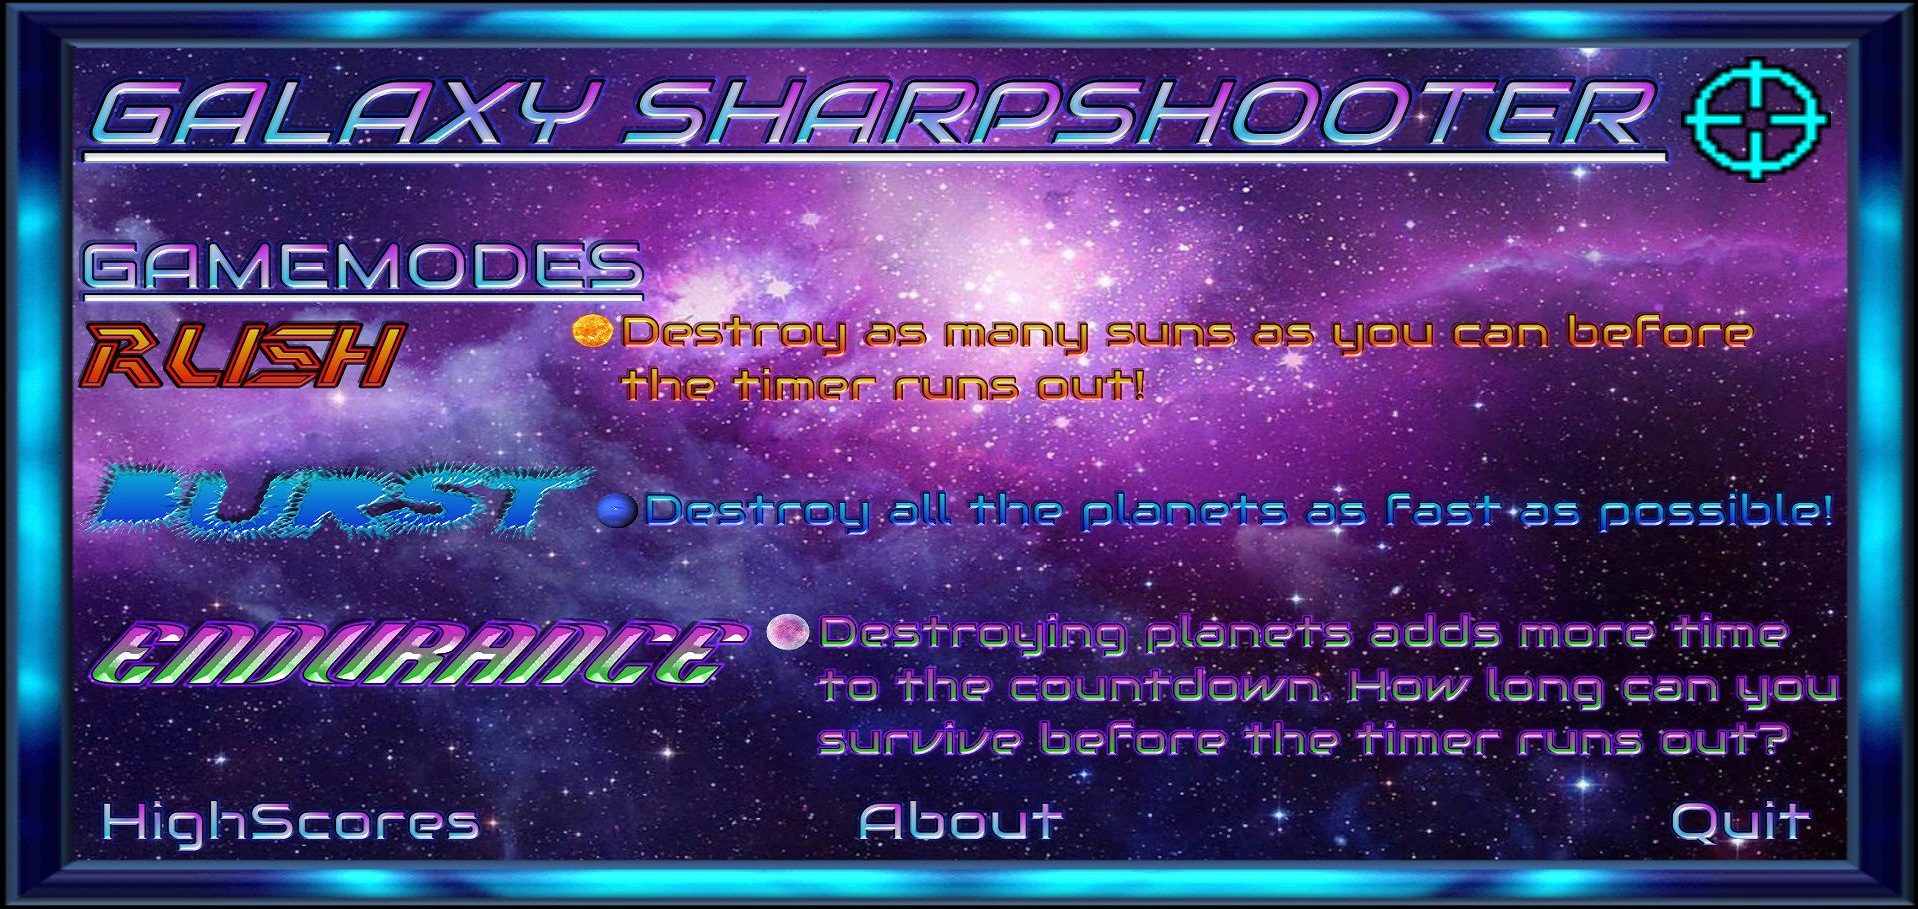 GALAXY SHARPSHOOTER
GAMEMODES
RUSH
Destroy as many suns as you can before
the timer runs out!
BURST
Destroy all the planets as fast as possible!
ENDURANCE
Destroying planets adds more time
to the countdown. How long can you
survive before the timer runs out?
HighScores About Quit